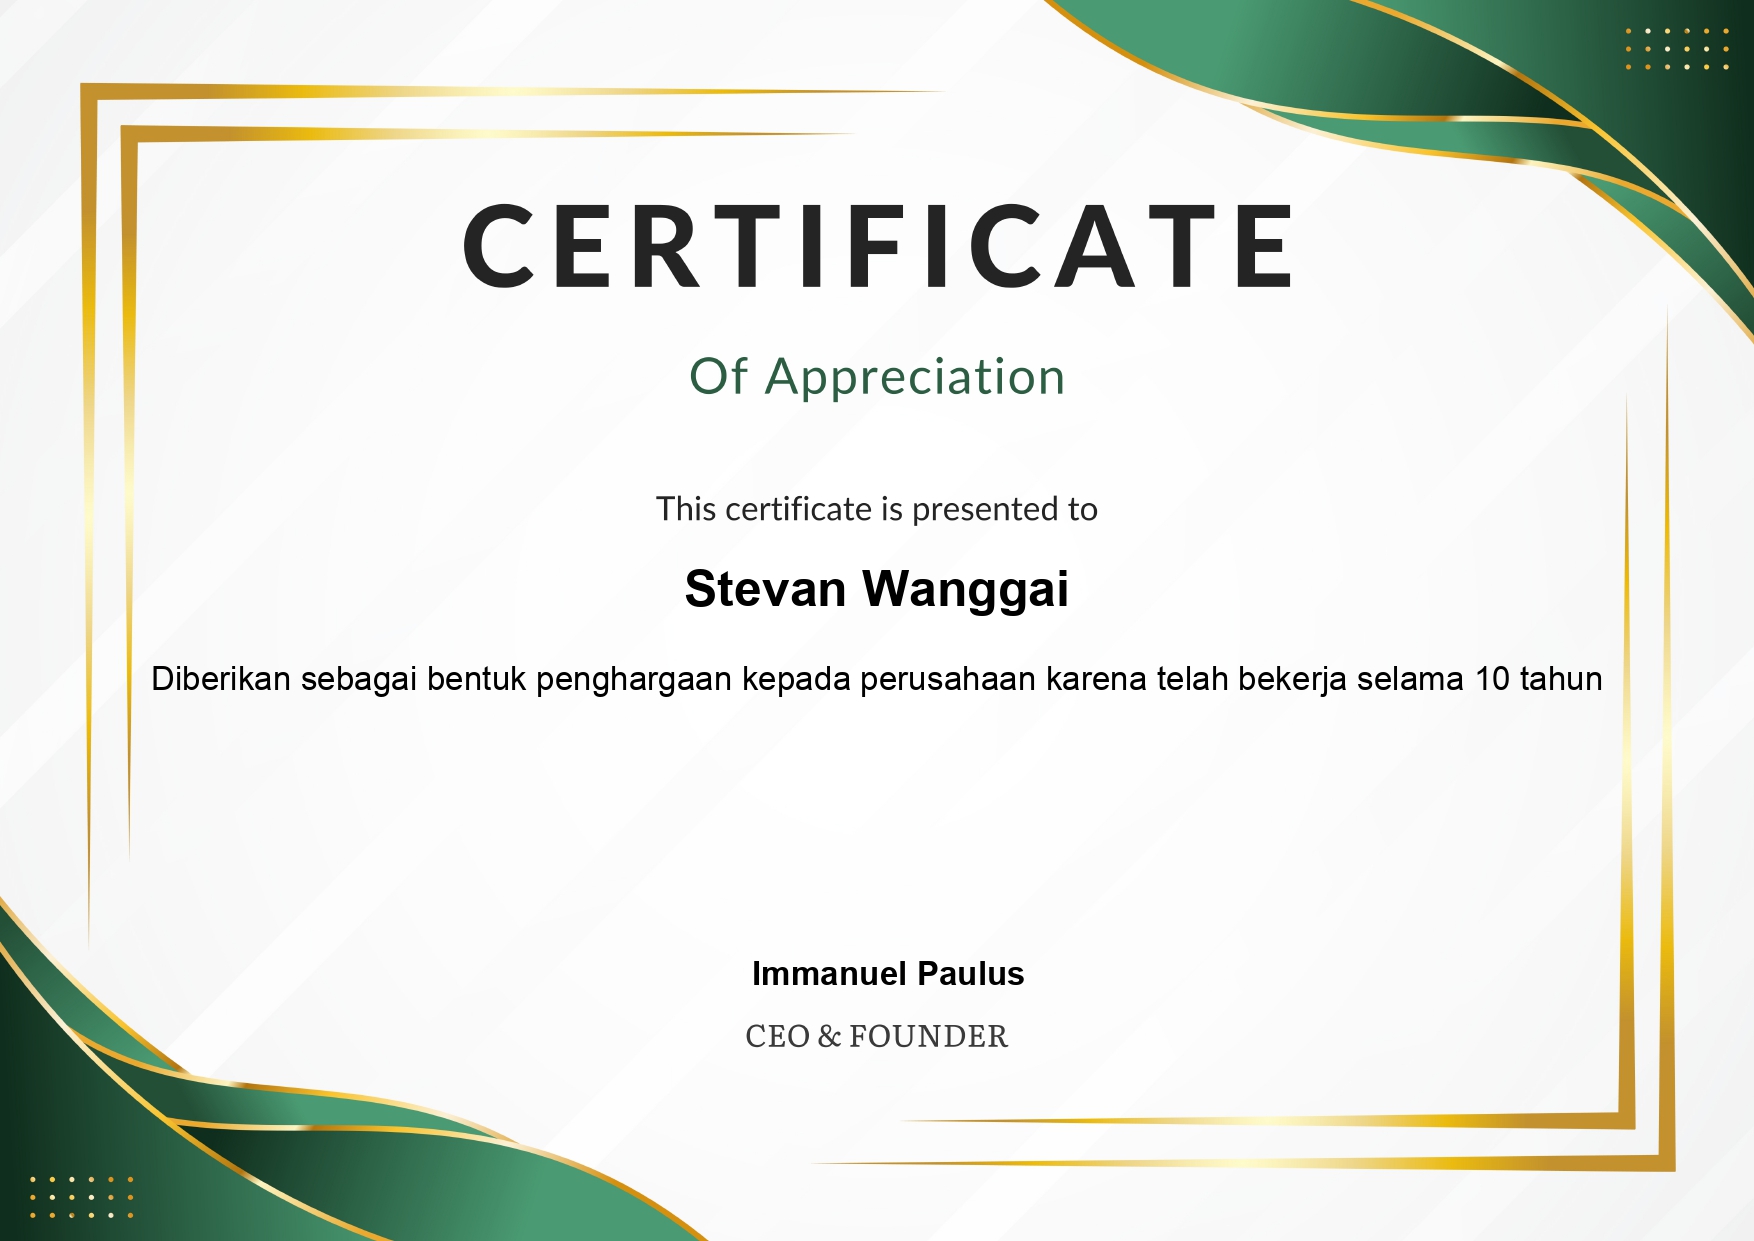 CERTIFICATE
Of Appreciation
This certificate is presented to
Stevan Wanggai
Diberikan sebagai bentuk penghargaan kepada perusahaan karena telah bekerja selama 10 tahun
Immanuel Paulus
CEO & FOUNDER